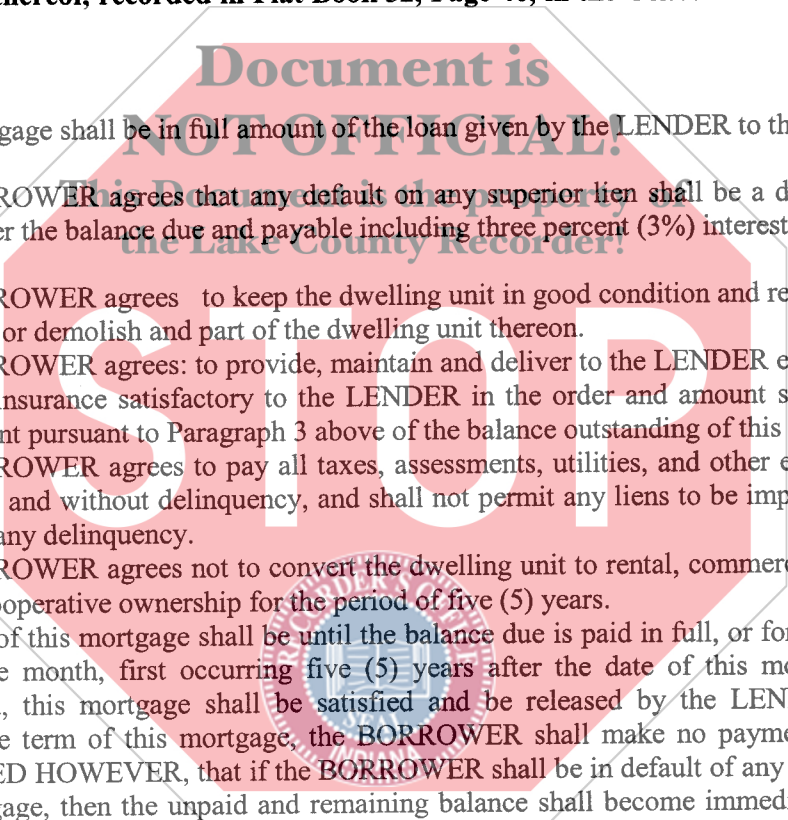 thereof, recorded in Plat Book 32, Page 46, in the
Document is
NOT OFFICIAL!
This Document is the property of
the Lake County Recorder!
STOP
gage shall be in full amount of the loan given by the LENDER to th
ROWER agrees that any default on any superior lien shall be a d
er the balance due and payable including three percent (3%) interest
ROWER agrees to keep the dwelling unit in good condition and re
or demolish and part of the dwelling unit thereon.
ROWER agrees: to provide, maintain and deliver to the LENDER e
insurance satisfactory to the LENDER in the order and amount s
nt pursuant to Paragraph 3 above of the balance outstanding of this
ROWER agrees to pay all taxes, assessments, utilities, and other e
and without delinquency, and shall not permit any liens to be imp
any delinquency.
ROWER agrees not to convert the dwelling unit to rental, commerc
operative ownership for the period of five (5) years.
of this mortgage shall be until the balance due is paid in full, or for
e month, first occurring five (5) years after the date of this mo
, this mortgage shall be satisfied and be released by the LEN
e term of this mortgage, the BORROWER shall make no payme
ED HOWEVER, that if the BORROWER shall be in default of any
gage, then the unpaid and remaining balance shall become immedi
RECORDER'S OFFICE
SEAL
INDIANA